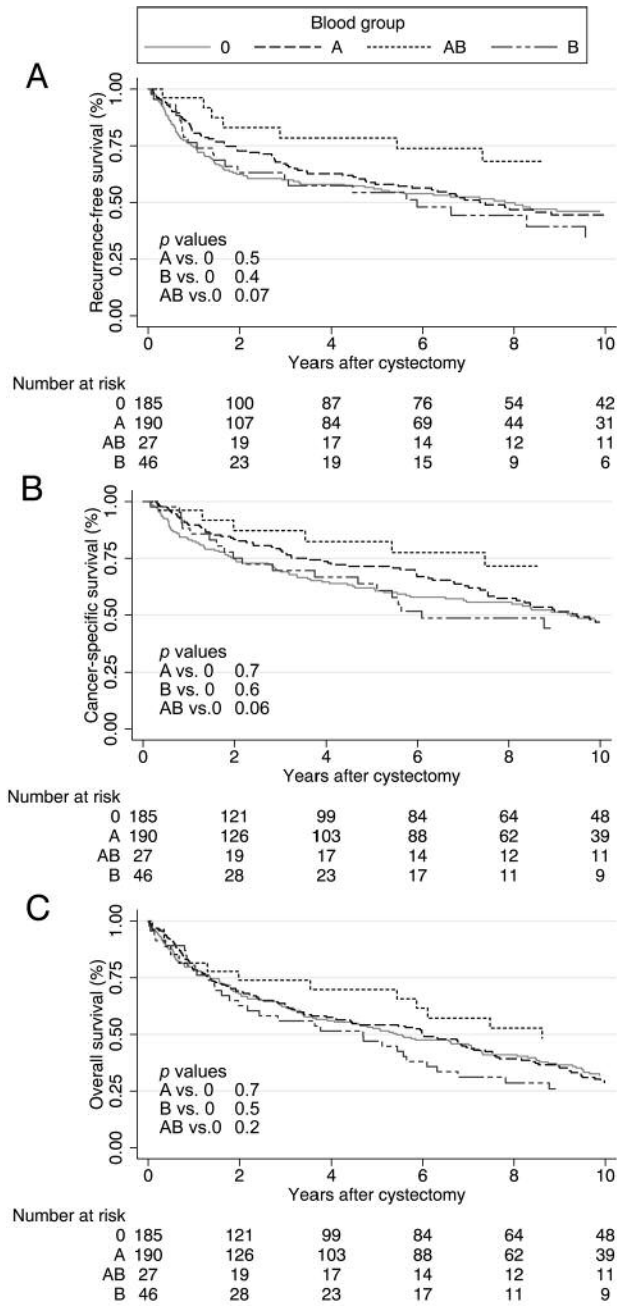 Blood group
0 A AB B
A
Recurrence-free survival (%)
1.00
0.75
0.50
0.25
0.00
p values
A vs. 0 0.5
B vs. 0 0.4
AB vs.0 0.07
0 2 4 6 8 10
Years after cystectomy
Number at risk
0 185 100 87 76 54 42
A 190 107 84 69 44 31
AB 27 19 17 14 12 11
B 46 23 19 15 9 6
B
Cancer-specific survival (%)
1.00
0.75
0.50
0.25
0.00
p values
A vs. 0 0.7
B vs. 0 0.6
AB vs.0 0.06
0 2 4 6 8 10
Years after cystectomy
Number at risk
0 185 121 99 84 64 48
A 190 126 103 88 62 39
AB 27 19 17 14 12 11
B 46 28 23 17 11 9
C
Overall survival (%)
1.00
0.75
0.50
0.25
0.00
p values
A vs. 0 0.7
B vs. 0 0.5
AB vs.0 0.2
0 2 4 6 8 10
Years after cystectomy
Number at risk
0 185 121 99 84 64 48
A 190 126 103 88 62 39
AB 27 19 17 14 12 11
B 46 28 23 17 11 9